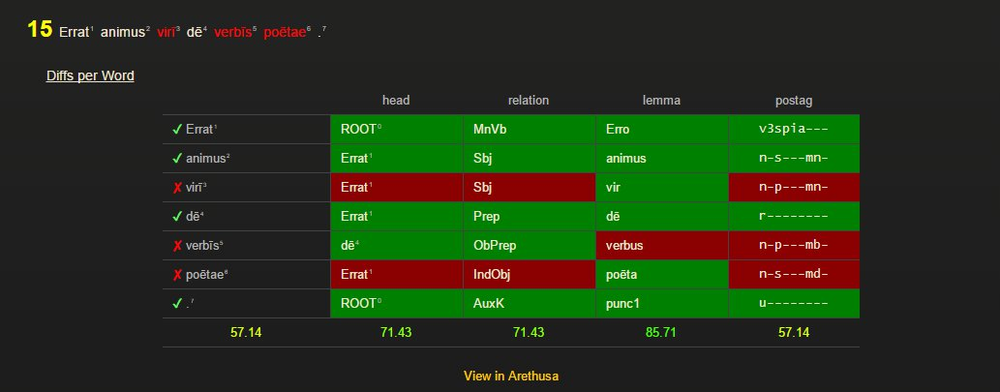 15 Errat¹ animus² virī³ dē⁴ verbīs⁵ poētae⁶ .⁷
Diffs per Word
head relation lemma postag
✓ Errat¹ ROOT⁰ MnVb Erro v3spia---
✓ animus² Errat¹ Sbj animus n-s---mn-
✗ virī³ Errat¹ Sbj vir n-p---mn-
✓ dē⁴ Errat¹ Prep dē r--------
✗ verbīs⁵ dē⁴ ObPrep verbus n-p---mb-
✗ poētae⁶ Errat¹ IndObj poēta n-s---md-
✓ .⁷ ROOT⁰ AuxK punc1 u--------
57.14 71.43 71.43 85.71 57.14
View in Arethusa